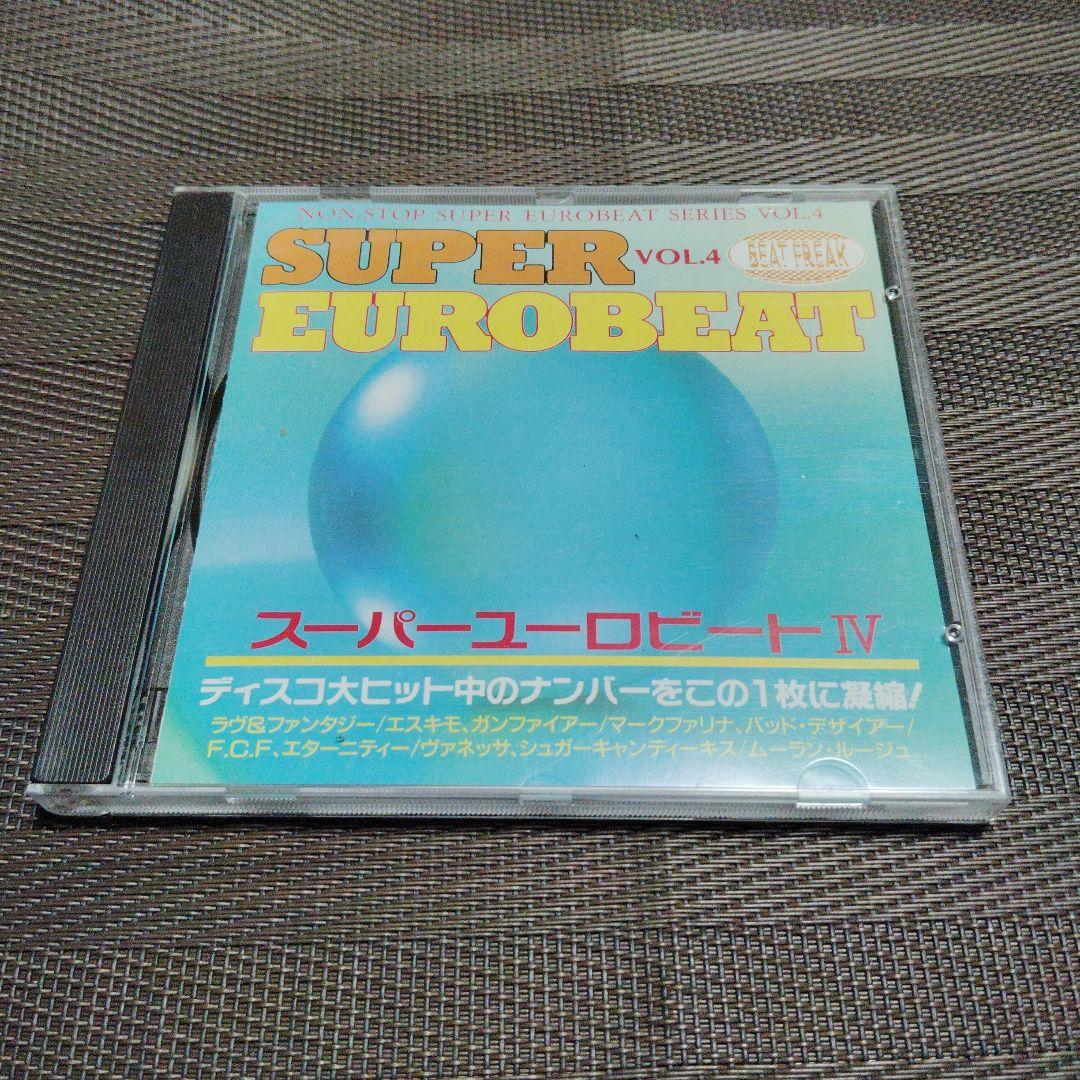 NON-STOP SUPER EUROBEAT SERIES VOL.4
SUPER VOL.4
BEAT FREAK
EUROBEAT
スーパーユーロビートⅣ
ディスコ大ヒット中のナンバーをこの1枚に凝縮!
ラヴ&ファンタジー/エスキモ、ガンファイアー/マークファリナ、バッド・デザイアー/
F.C.F、エターニティー/ヴァネッサ、シュガーキャンディーキス/ムーラン・ルージュ